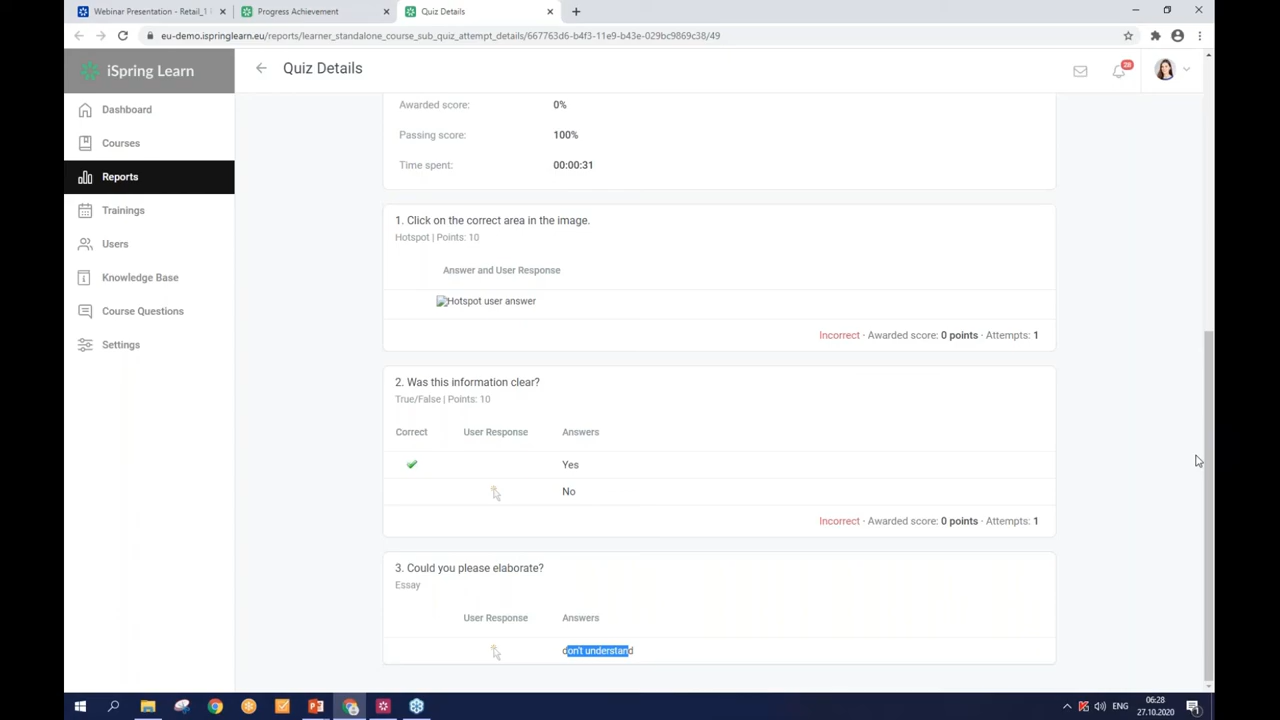 Webinar Presentation - Retail_1
Progress Achievement
Quiz Details
eu-demo.ispringlearn.eu/reports/learner_standalone_course_sub_quiz_attempt_details/667763d6-b4f3-11e9-b43e-029bc9869c38/49
iSpring Learn
Quiz Details
28
Dashboard
Courses
Reports
Trainings
Users
Knowledge Base
Course Questions
Settings
Awarded score: 0%
Passing score: 100%
Time spent: 00:00:31
1. Click on the correct area in the image.
Hotspot | Points: 10
Answer and User Response
Hotspot user answer
Incorrect · Awarded score: 0 points · Attempts: 1
2. Was this information clear?
True/False | Points: 10
Correct User Response Answers
Yes
No
Incorrect · Awarded score: 0 points · Attempts: 1
3. Could you please elaborate?
Essay
User Response Answers
don't understand
ENG
06:28
27.10.2020
1